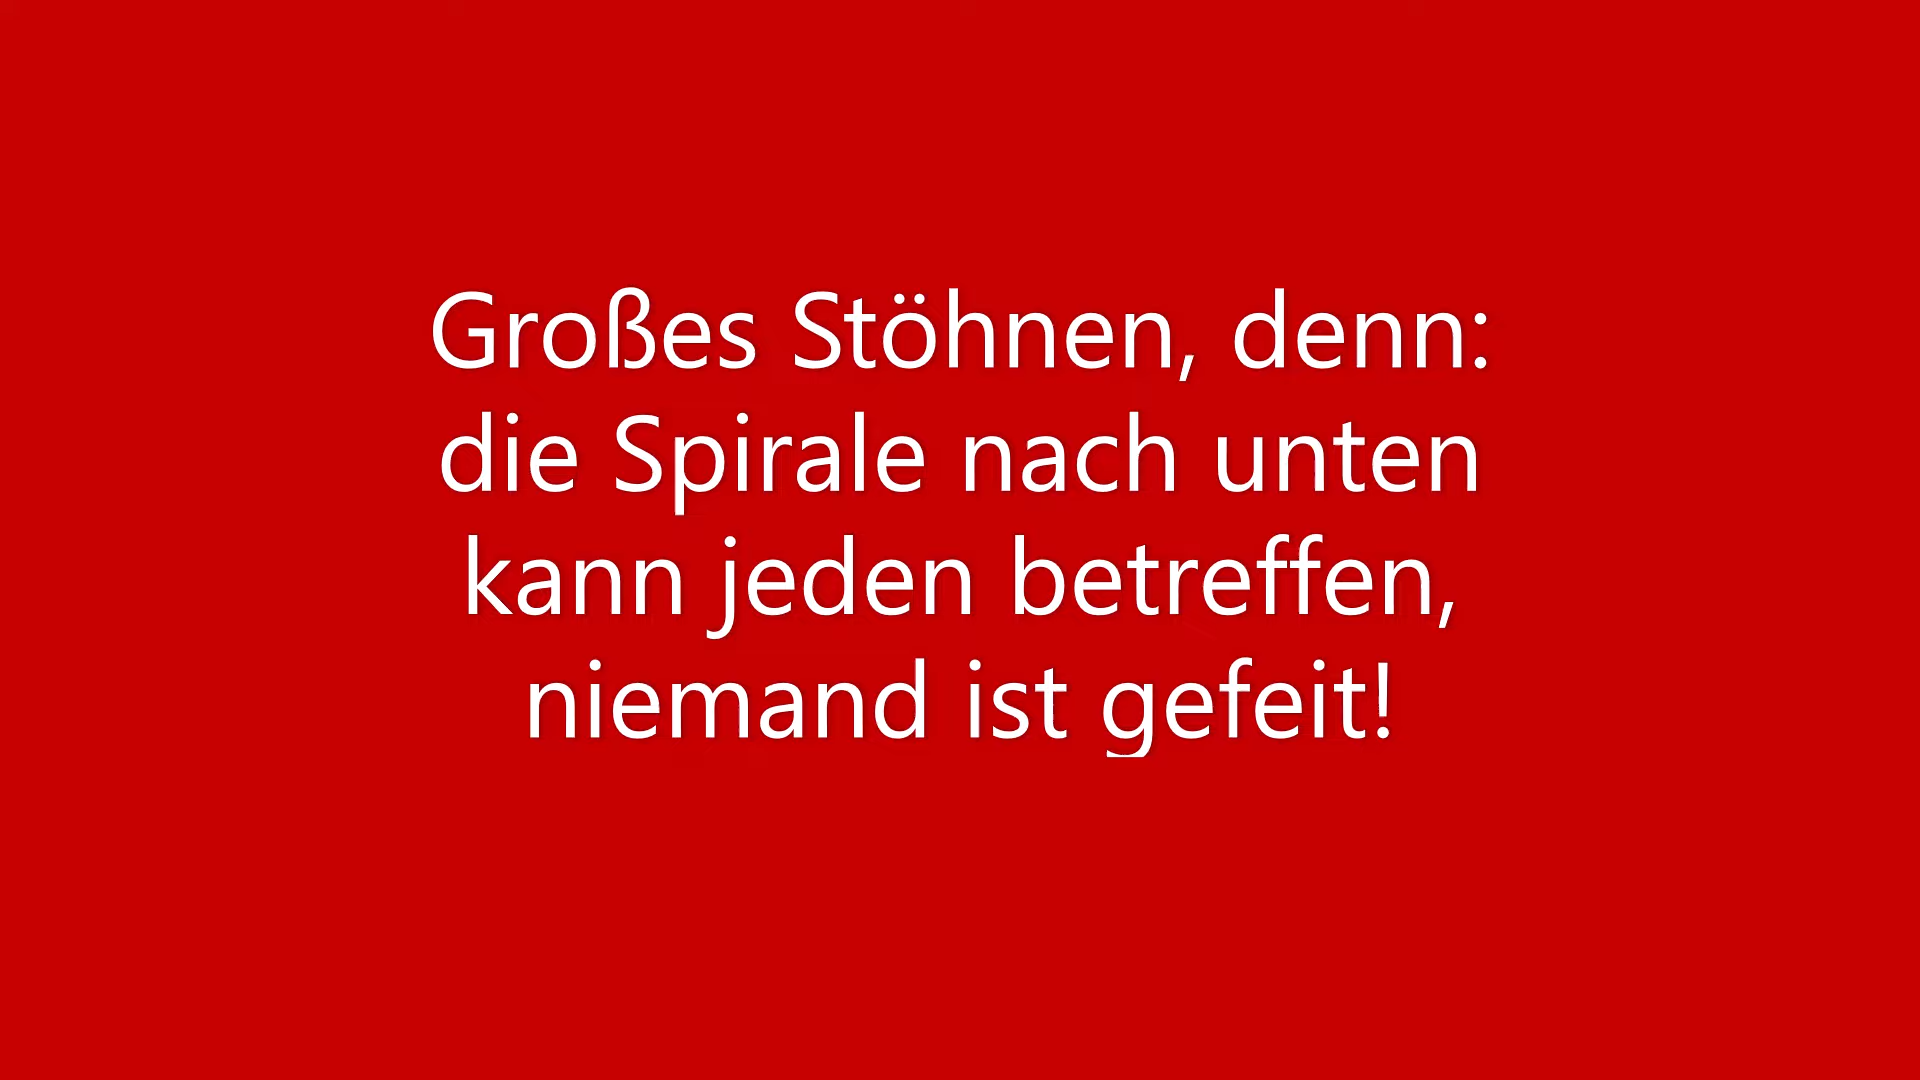 Großes Stöhnen, denn:
die Spirale nach unten
kann jeden betreffen,
niemand ist gefeit!